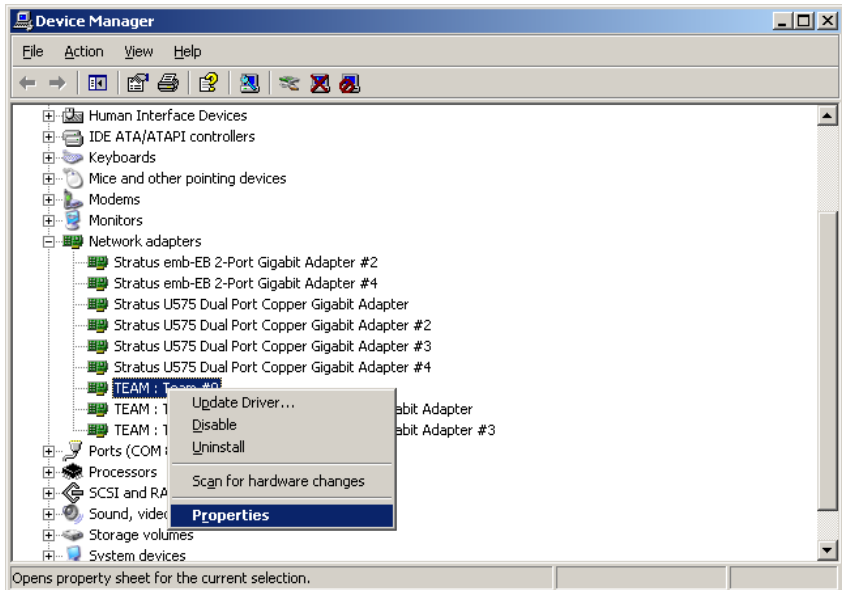 Device Manager
File Action View Help
Human Interface Devices
IDE ATA/ATAPI controllers
Keyboards
Mice and other pointing devices
Modems
Monitors
Network adapters
Stratus emb-EB 2-Port Gigabit Adapter #2
Stratus emb-EB 2-Port Gigabit Adapter #4
Stratus U575 Dual Port Copper Gigabit Adapter
Stratus U575 Dual Port Copper Gigabit Adapter #2
Stratus U575 Dual Port Copper Gigabit Adapter #3
Stratus U575 Dual Port Copper Gigabit Adapter #4
TEAM : Team #0
TEAM : T abit Adapter
TEAM : T abit Adapter #3
Ports (COM
Processors
SCSI and RA
Sound, vide
Storage volumes
System devices
Update Driver...
Disable
Uninstall
Scan for hardware changes
Properties
Opens property sheet for the current selection.